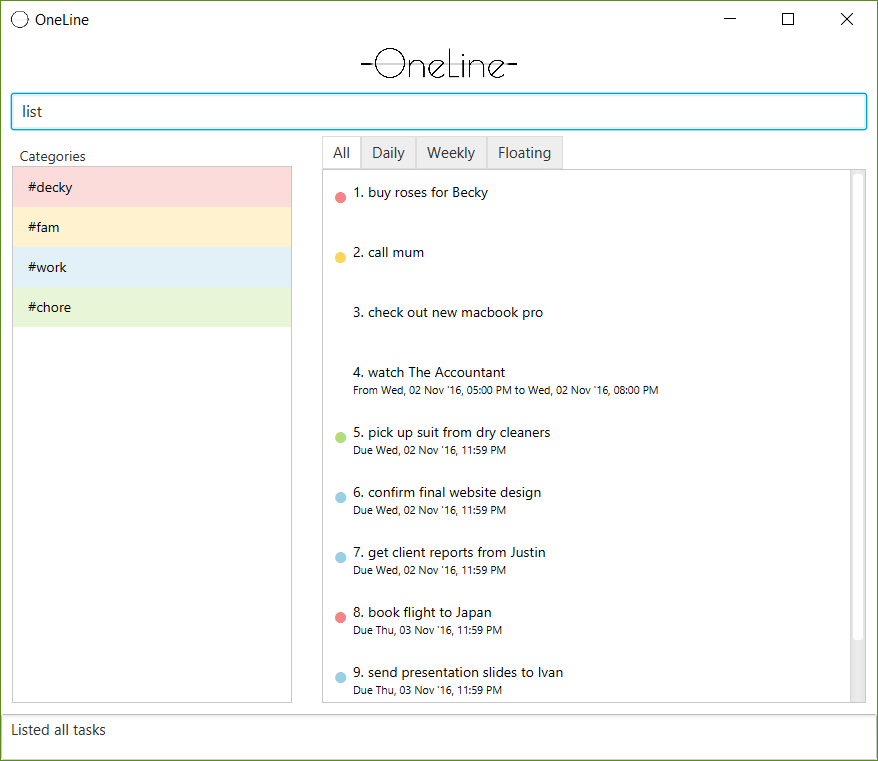 OneLine
-OneLine-
list
Categories
#decky
#fam
#work
#chore
All Daily Weekly Floating
1. buy roses for Becky
2. call mum
3. check out new macbook pro
4. watch The Accountant
From Wed, 02 Nov '16, 05:00 PM to Wed, 02 Nov '16, 08:00 PM
5. pick up suit from dry cleaners
Due Wed, 02 Nov '16, 11:59 PM
6. confirm final website design
Due Wed, 02 Nov '16, 11:59 PM
7. get client reports from Justin
Due Wed, 02 Nov '16, 11:59 PM
8. book flight to Japan
Due Thu, 03 Nov '16, 11:59 PM
9. send presentation slides to Ivan
Due Thu, 03 Nov '16, 11:59 PM
Listed all tasks